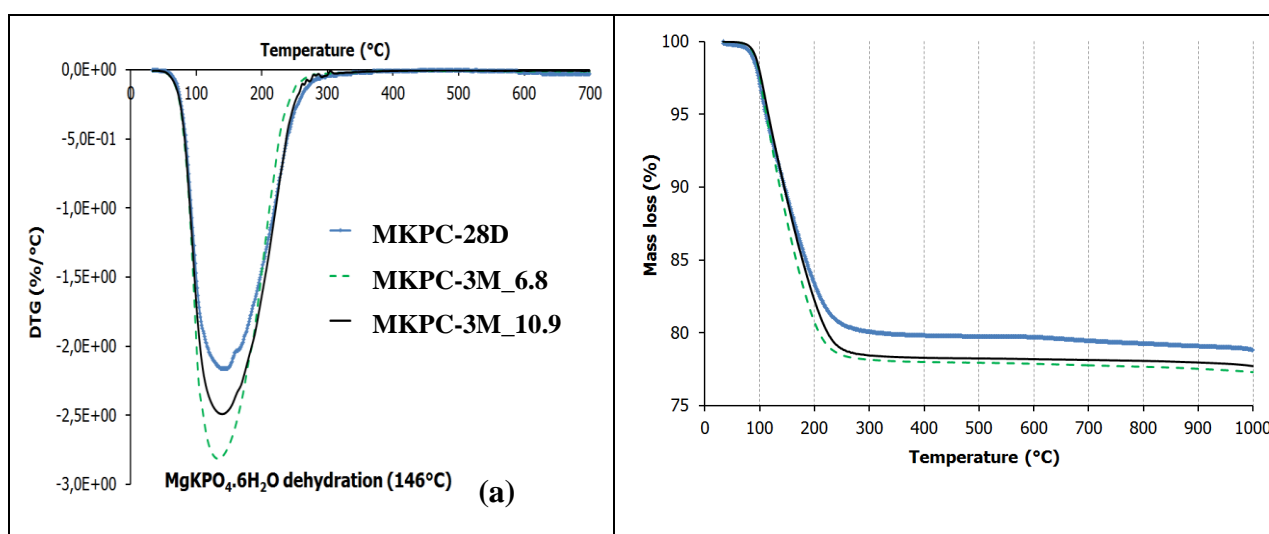 Temperature (°C)
0,0E+00
0
100
200
300
400
500
600
700
-5,0E-01
-1,0E+00
-1,5E+00
-2,0E+00
-2,5E+00
-3,0E+00
DTG (%/°C)
MKPC-28D
MKPC-3M_6.8
MKPC-3M_10.9
MgKPO₄.6H₂O dehydration (146°C)
(a)
100
95
90
85
80
75
Mass loss (%)
0
100
200
300
400
500
600
700
800
900
1000
Temperature (°C)